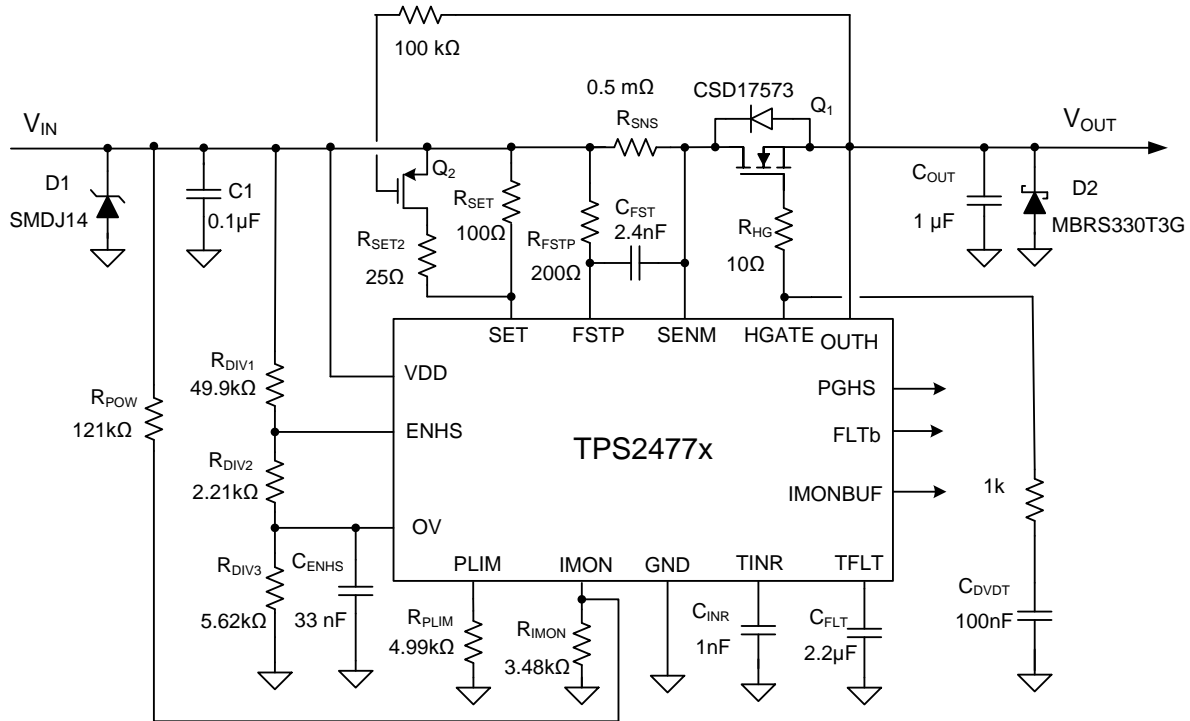 100 kΩ
0.5 mΩ
CSD17573
V_IN
R_SNS
Q₁
V_OUT
D1
SMDJ14
C1
0.1µF
Q₂
R_SET
100Ω
C_FST
2.4nF
R_SET2
25Ω
R_FSTP
200Ω
R_HG
10Ω
C_OUT
1 µF
D2
MBRS330T3G
SET
FSTP
SENM
HGATE
OUTH
R_DIV1
49.9kΩ
VDD
PGHS
R_POW
121kΩ
ENHS
TPS2477x
FLTb
R_DIV2
2.21kΩ
IMONBUF
1k
OV
R_DIV3
5.62kΩ
C_ENHS
33 nF
PLIM
IMON
GND
TINR
TFLT
R_PLIM
4.99kΩ
R_IMON
3.48kΩ
C_INR
1nF
C_FLT
2.2µF
C_DVDT
100nF